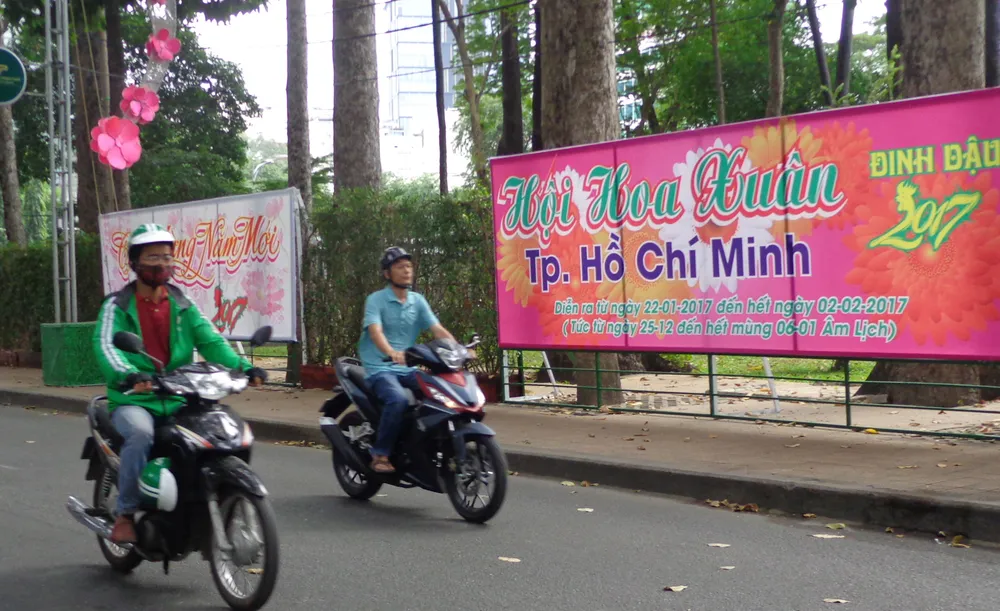 Năm Mới
2017
Hội Hoa Xuân
ĐINH DẬU
2017
Tp. Hồ Chí Minh
Diễn ra từ ngày 22-01-2017 đến hết ngày 02-02-2017
( Tức từ ngày 25-12 đến hết mùng 06-01 Âm Lịch )